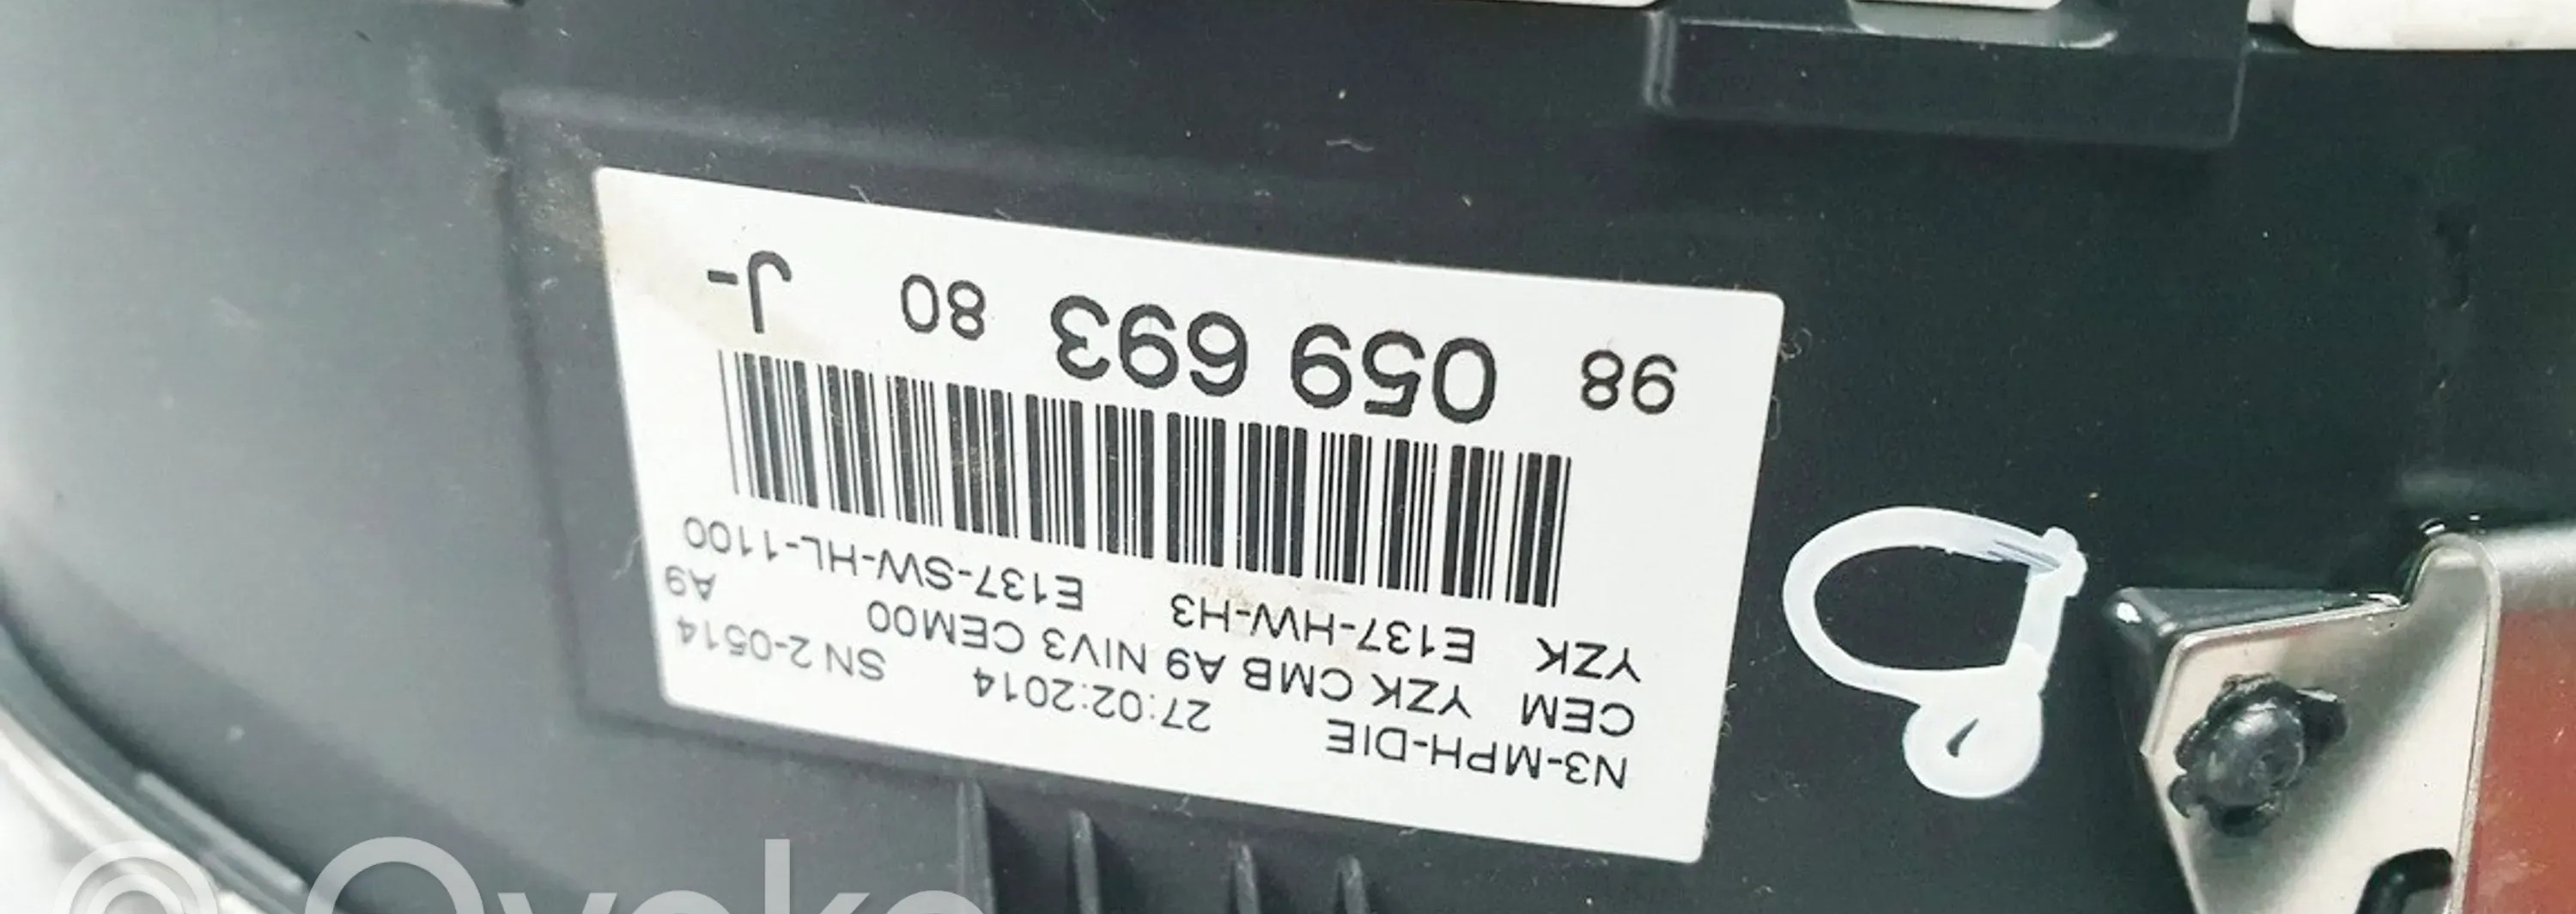 N3-MPH-DIE 27:02:2014 SN 2-0514
CEM YZK CMB A9 NIV3 CEM00 A9
YZK E137-HW-H3 E137-SW-HL-1100
98 059 693 80 J-
Ovoko